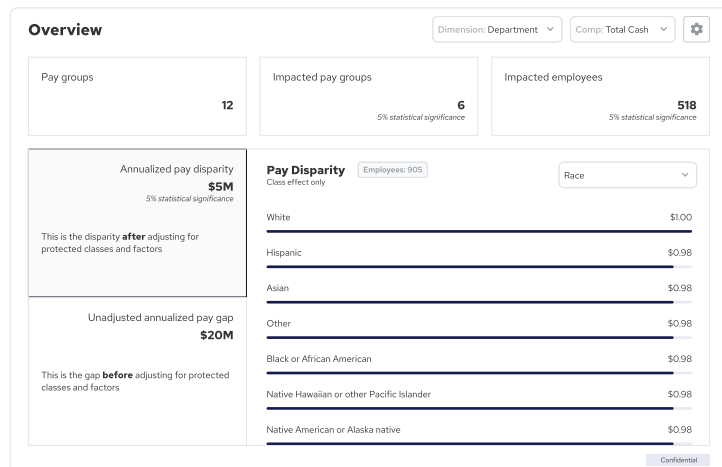 Overview
Dimension: Department
Comp: Total Cash
Pay groups
12
Impacted pay groups
6
5% statistical significance
Impacted employees
518
5% statistical significance
Annualized pay disparity
$5M
5% statistical significance
This is the disparity after adjusting for
protected classes and factors
Unadjusted annualized pay gap
$20M
This is the gap before adjusting for protected
classes and factors
Pay Disparity
Employees: 905
Class effect only
Race
White $1.00
Hispanic $0.98
Asian $0.98
Other $0.98
Black or African American $0.98
Native Hawaiian or other Pacific Islander $0.98
Native American or Alaska native $0.98
Confidential